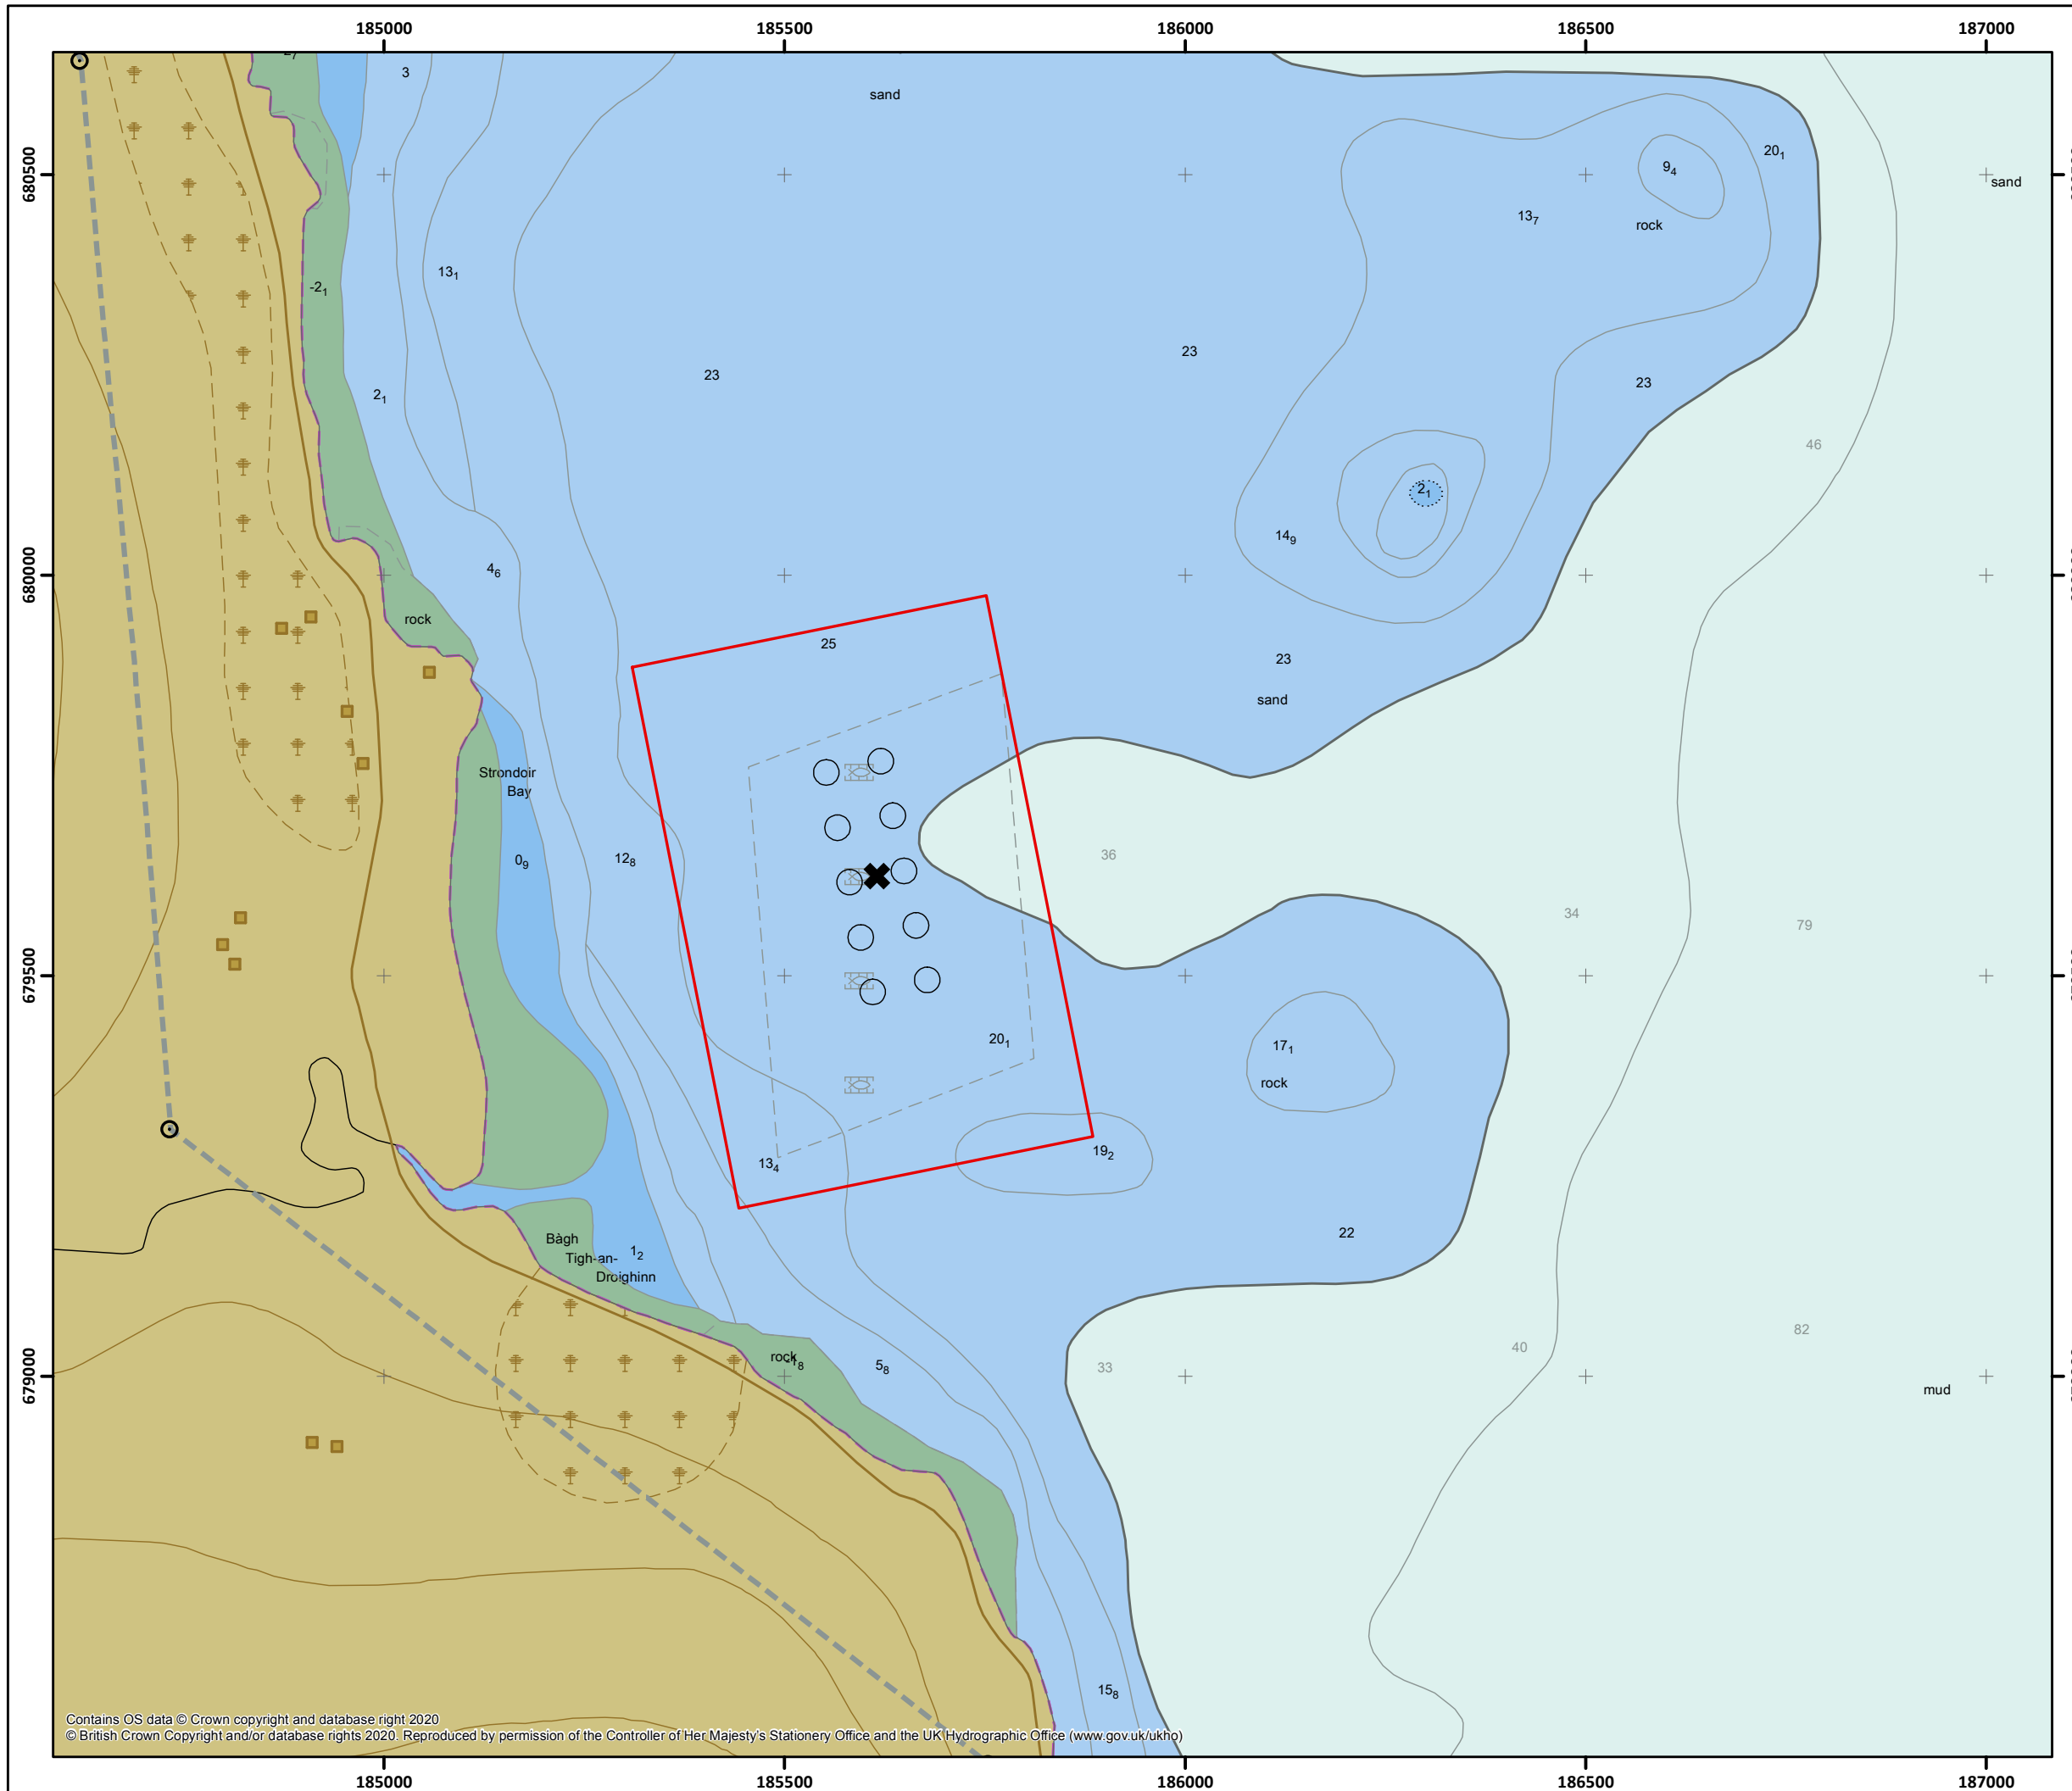 185000 185500 186000 186500 187000
3
sand
20₁
680500
9₄
sand
13₇
rock
13₁
-2₁
23
23
23
2₁
46
2₁
14₉
4₆
680000
rock
25
23
sand
Strondoir
Bay
36
0₉
12₈
34
79
679500
20₁
17₁
rock
19₂
13₄
22
Bàgh
1₂
Tigh-an-
Droighinn
82
40
rock
5₈
33
679000
mud
15₈
Contains OS data © Crown copyright and database right 2020
© British Crown Copyright and/or database rights 2020. Reproduced by permission of the Controller of Her Majesty's Stationery Office and the UK Hydrographic Office (www.gov.uk/ukho)
185000 185500 186000 186500 187000